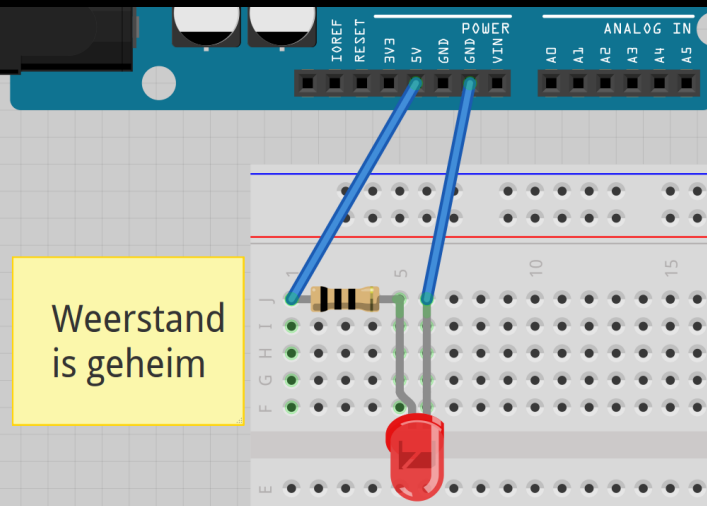 IOREF
RESET
3V3
5V
GND
GND
VIN
POWER
ANALOG IN
A0
A1
A2
A3
A4
A5
1
5
10
15
J
I
H
G
F
E
Weerstand
is geheim